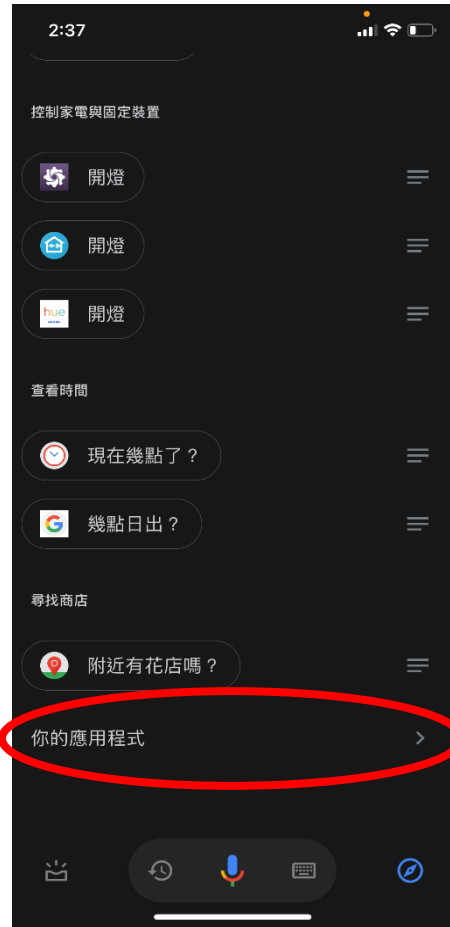 2:37
控制家電與固定裝置
開燈
開燈
hue
開燈
查看時間
現在幾點了？
G
幾點日出？
尋找商店
附近有花店嗎？
你的應用程式